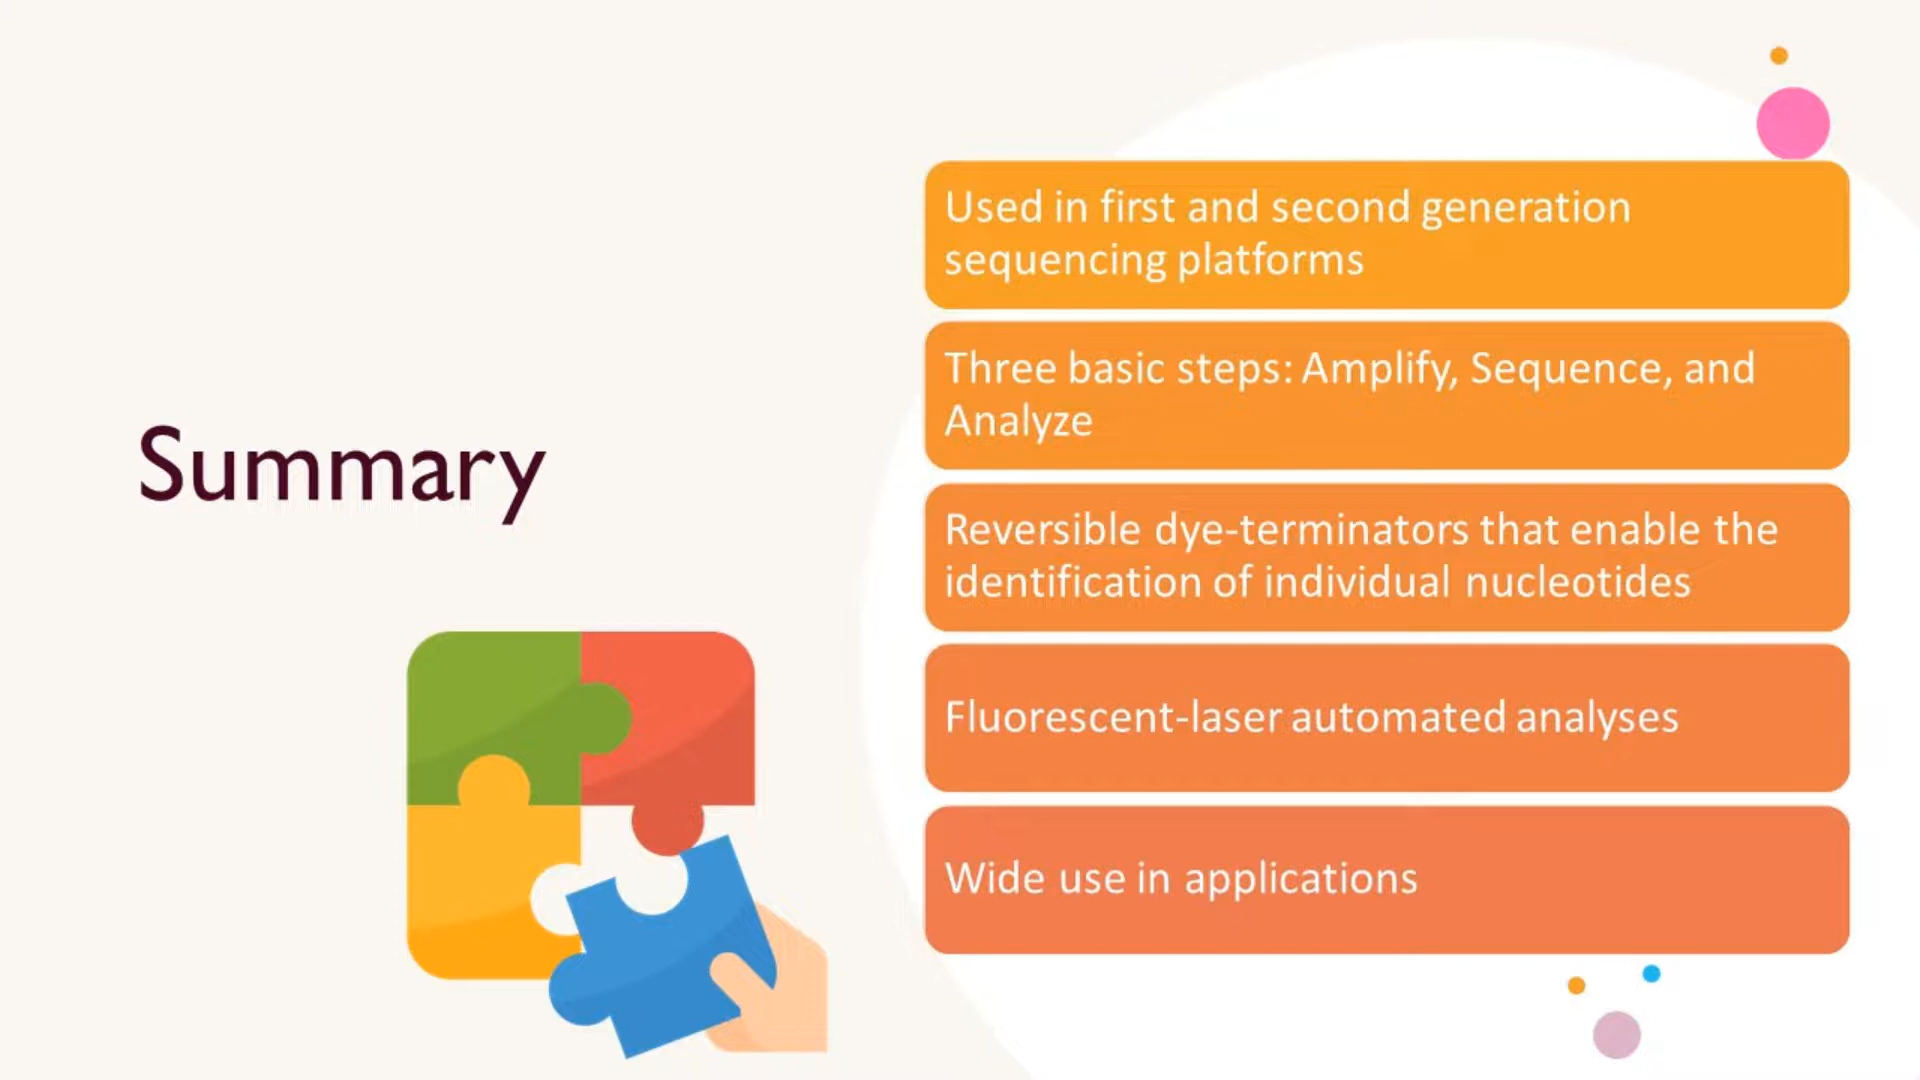 Summary
Used in first and second generation
sequencing platforms
Three basic steps: Amplify, Sequence, and
Analyze
Reversible dye-terminators that enable the
identification of individual nucleotides
Fluorescent-laser automated analyses
Wide use in applications